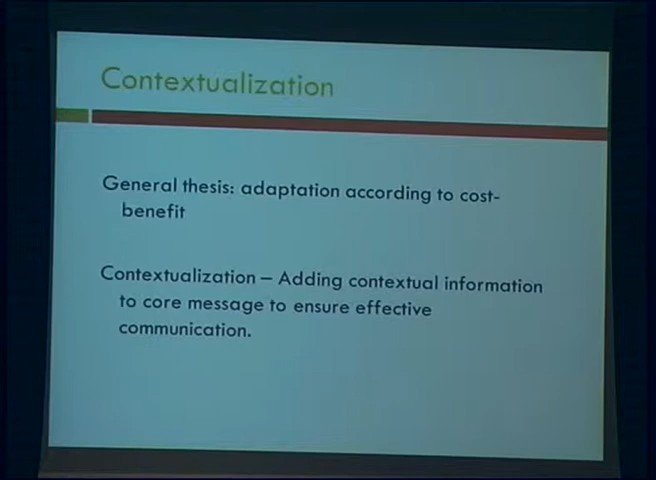 Contextualization
General thesis: adaptation according to cost-
benefit
Contextualization – Adding contextual information
to core message to ensure effective
communication.